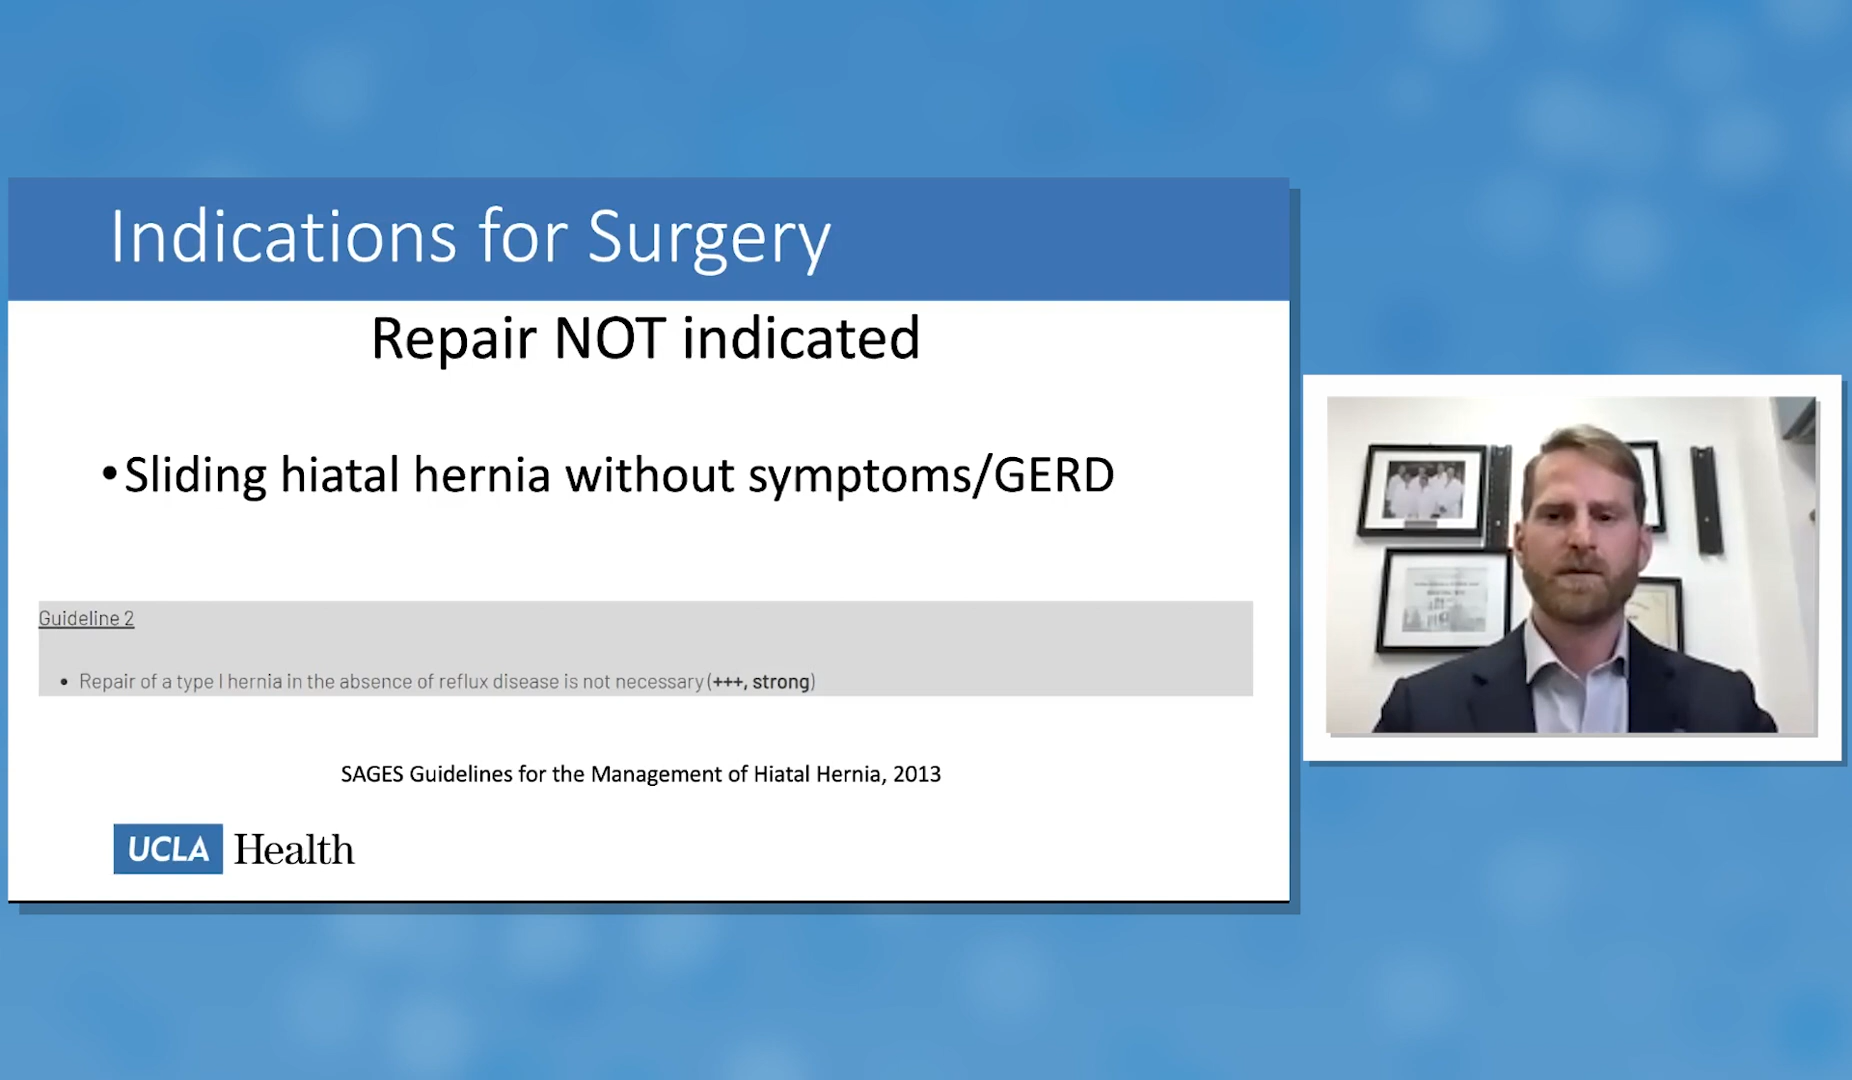 Indications for Surgery
Repair NOT indicated
•Sliding hiatal hernia without symptoms/GERD
Guideline 2
• Repair of a type I hernia in the absence of reflux disease is not necessary (+++, strong)
SAGES Guidelines for the Management of Hiatal Hernia, 2013
UCLA Health